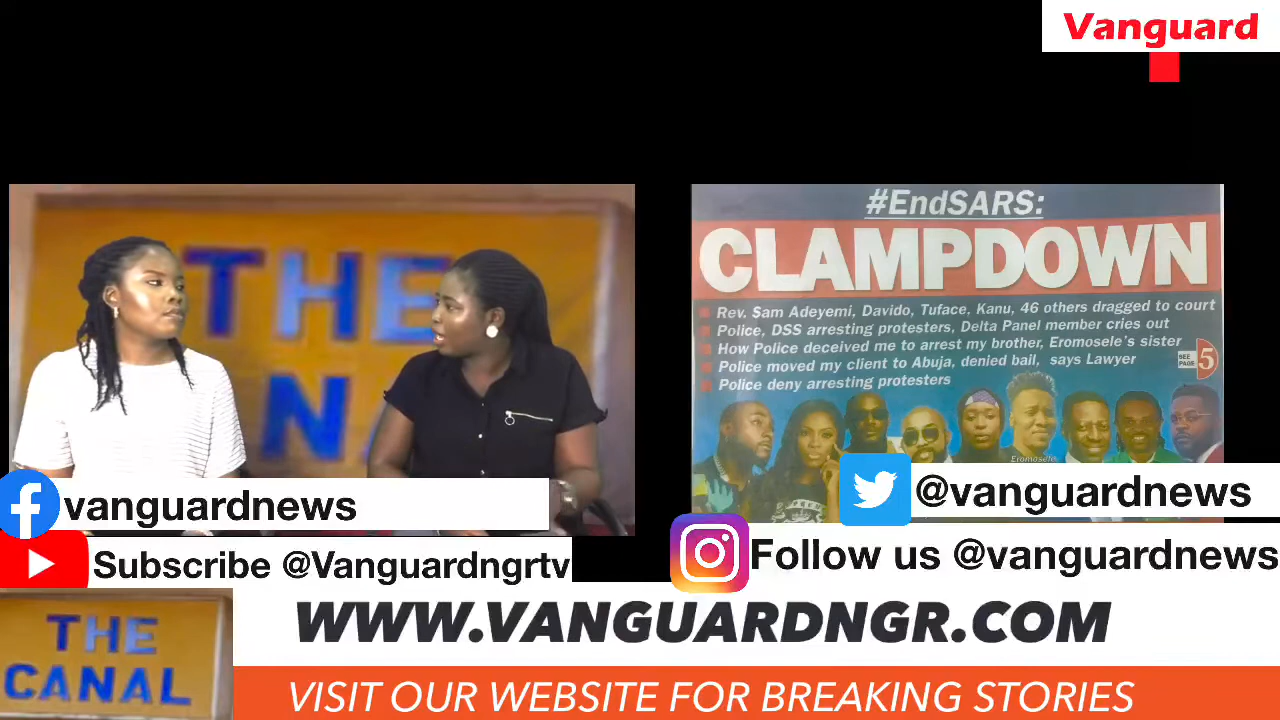 Vanguard
THE
N
#EndSARS:
CLAMPDOWN
Rev. Sam Adeyemi, Davido, Tuface, Kanu, 46 others dragged to court
Police, DSS arresting protesters, Delta Panel member cries out
How Police deceived me to arrest my brother, Eromosele's sister
Police moved my client to Abuja, denied bail, says Lawyer
Police deny arresting protesters
SEE
PAGE
5
Eromosele
vanguardnews
@vanguardnews
Subscribe @Vanguardngrtv
Follow us @vanguardnews
THE
CANAL
WWW.VANGUARDNGR.COM
VISIT OUR WEBSITE FOR BREAKING STORIES